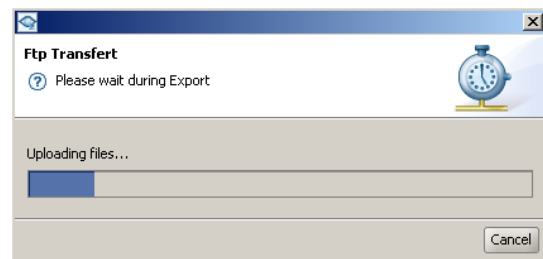 Ftp Transfert
Please wait during Export
Uploading files...
Cancel